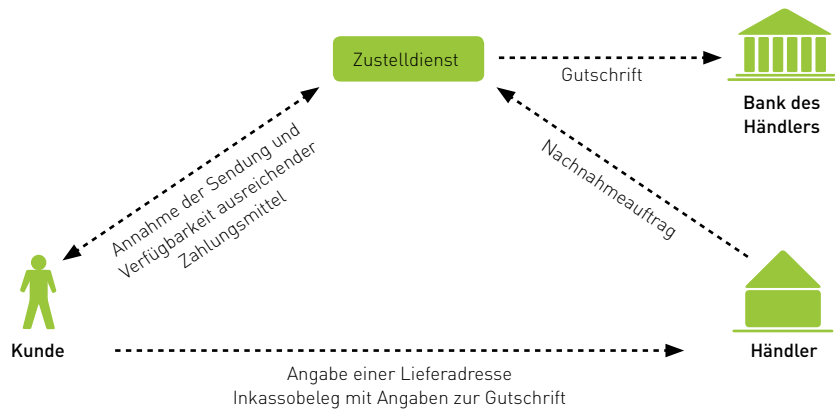 Zustelldienst
Gutschrift
Bank des
Händlers
Annahme der Sendung und
Verfügbarkeit ausreichender
Zahlungsmittel
Nachnahmeauftrag
Kunde
Händler
Angabe einer Lieferadresse
Inkassobeleg mit Angaben zur Gutschrift